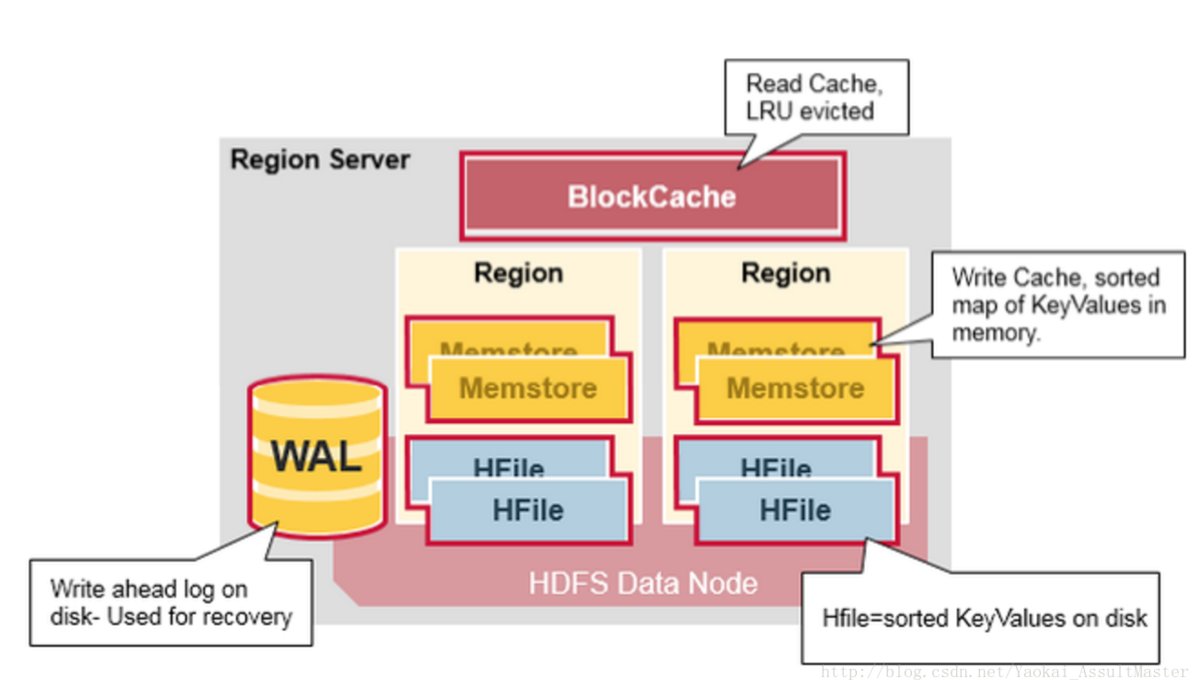 Read Cache,
LRU evicted
Region Server
BlockCache
Region
Region
Write Cache, sorted
map of KeyValues in
memory.
Memstore
Memstore
Memstore
Memstore
WAL
HFile
HFile
HFile
HFile
Write ahead log on
disk- Used for recovery
HDFS Data Node
Hfile=sorted KeyValues on disk
http://blog.csdn.net/Yaokai_AssultMaster